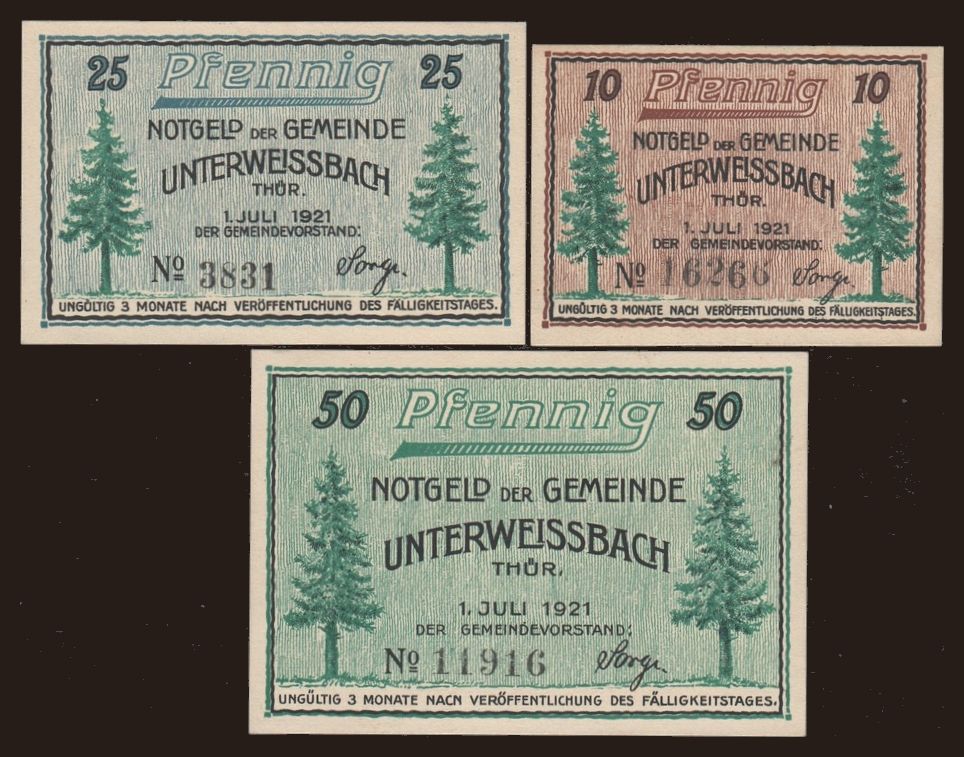 25 Pfennig 25
NOTGELD DER GEMEINDE
UNTERWEISSBACH
THÜR.
1. JULI 1921
DER GEMEINDEVORSTAND:
No 3831 Sorge.
UNGÜLTIG 3 MONATE NACH VERÖFFENTLICHUNG DES FÄLLIGKEITSTAGES.
10 Pfennig 10
NOTGELD DER GEMEINDE
UNTERWEISSBACH
THÜR.
1. JULI 1921
DER GEMEINDEVORSTAND:
No 16266 Sorge.
UNGÜLTIG 3 MONATE NACH VERÖFFENTLICHUNG DES FÄLLIGKEITSTAGES.
50 Pfennig 50
NOTGELD DER GEMEINDE
UNTERWEISSBACH
THÜR.
1. JULI 1921
DER GEMEINDEVORSTAND:
No 11916 Sorge.
UNGÜLTIG 3 MONATE NACH VERÖFFENTLICHUNG DES FÄLLIGKEITSTAGES.